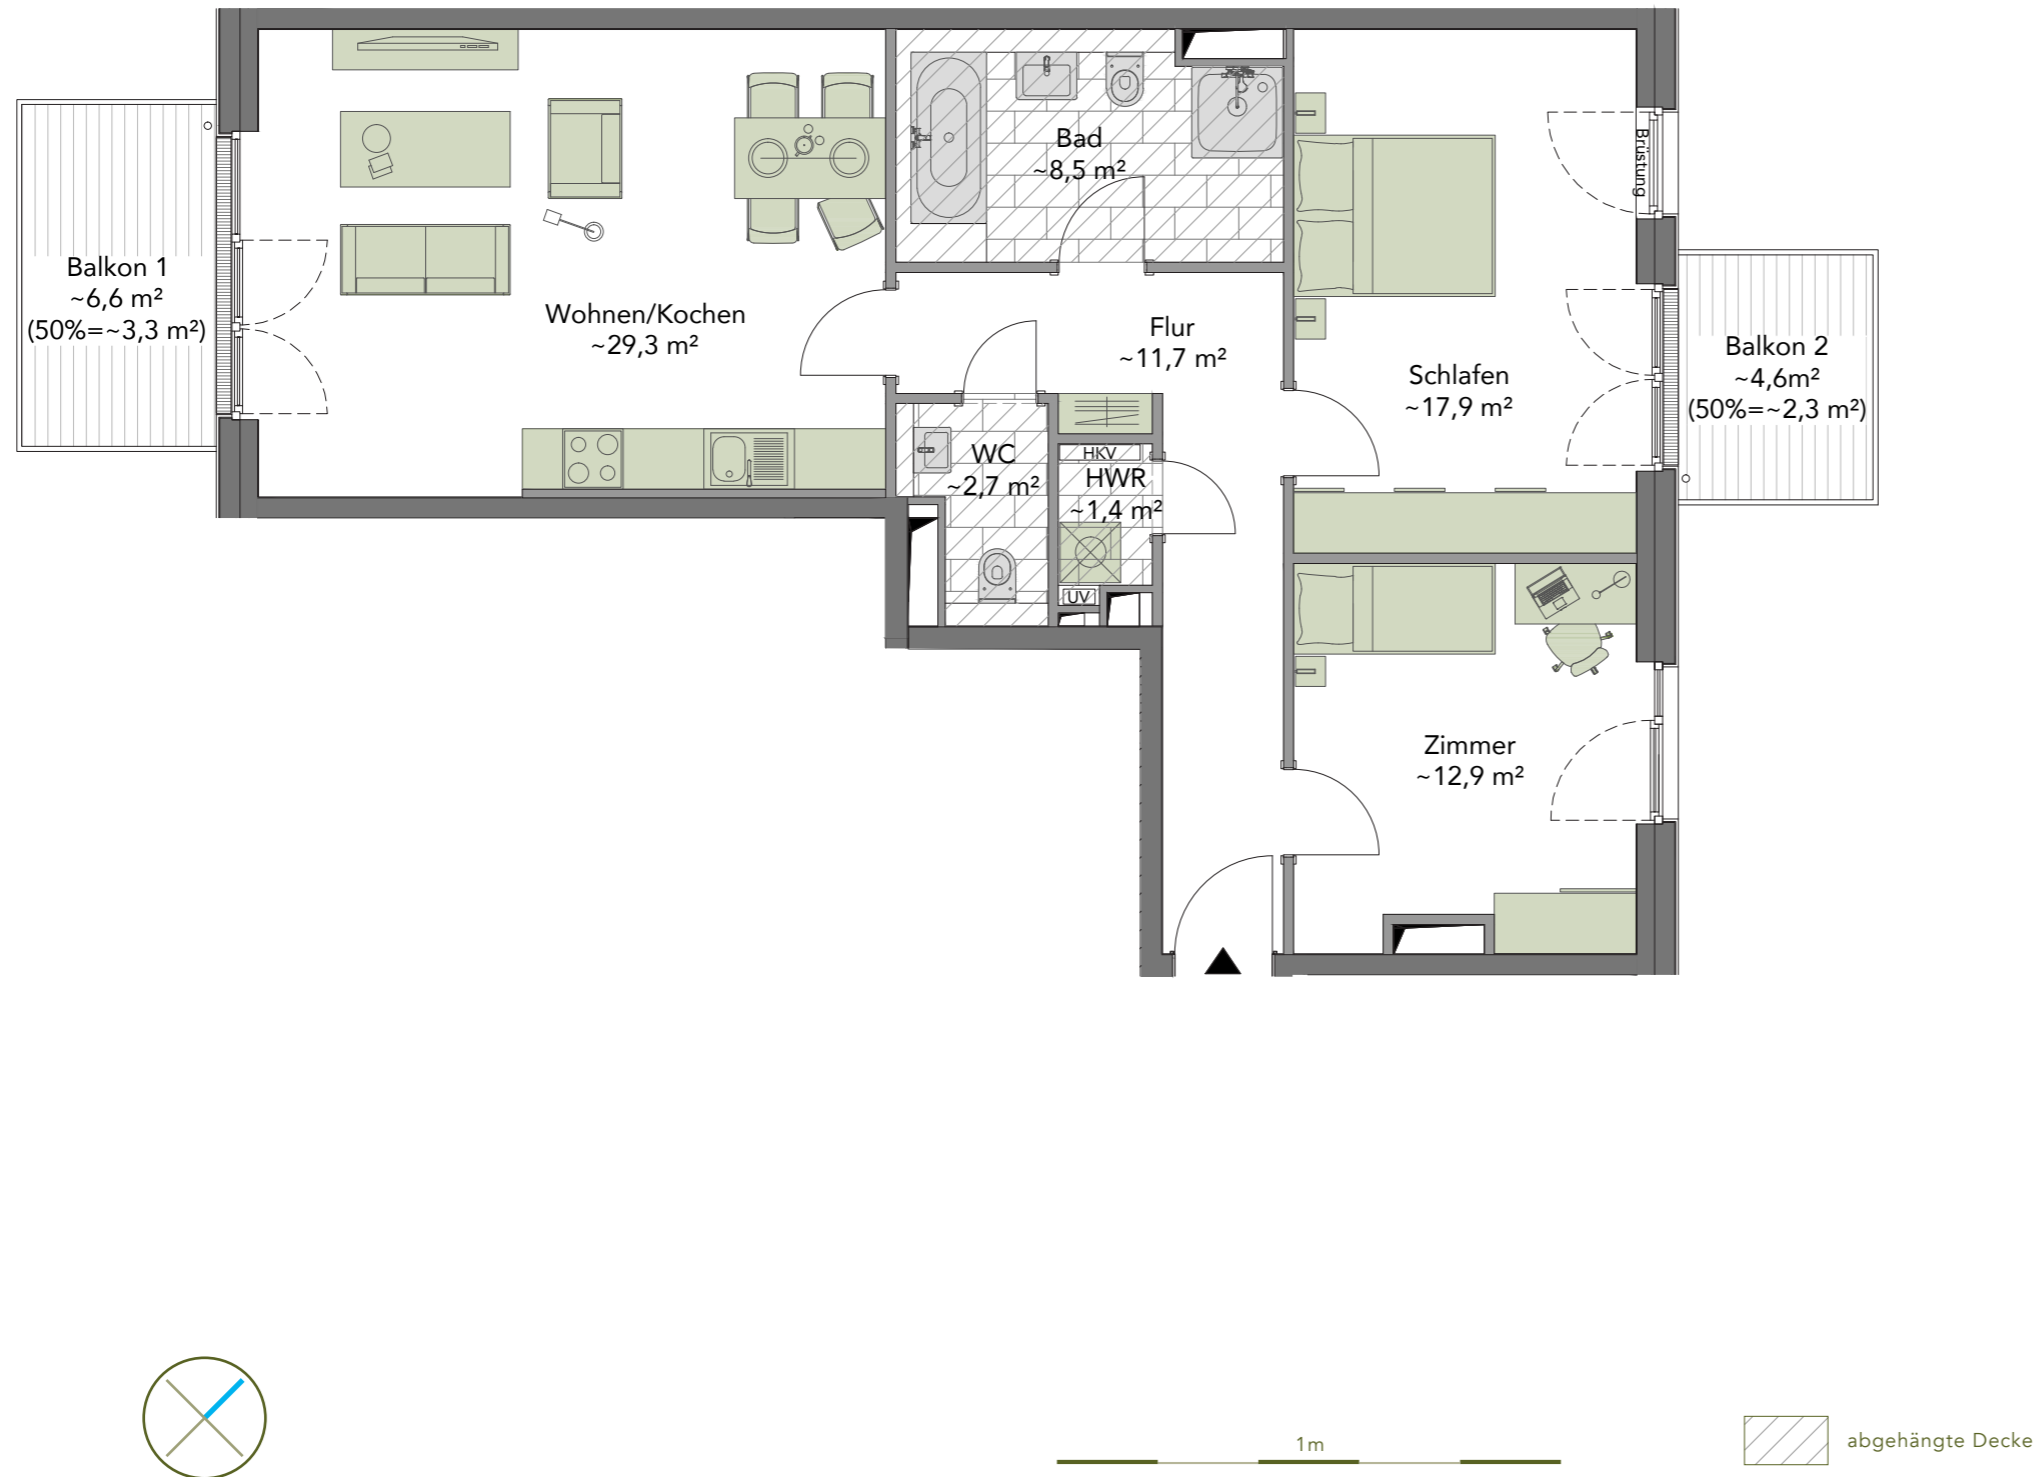 Bad
~8,5 m²
Brüstung
Balkon 1
~6,6 m²
(50%=~3,3 m²)
Wohnen/Kochen
~29,3 m²
Flur
~11,7 m²
Schlafen
~17,9 m²
Balkon 2
~4,6m²
(50%=~2,3 m²)
WC
~2,7 m²
HKV
HWR
~1,4 m²
UV
Zimmer
~12,9 m²
1m
abgehängte Decke